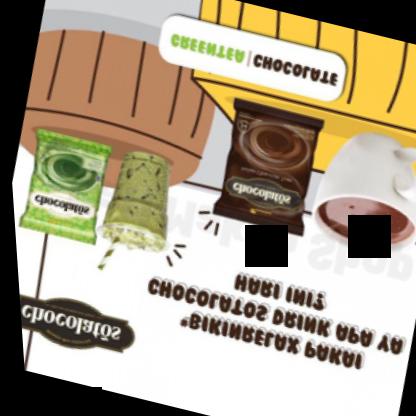 chocolatos
*BIKINRELAX PAKAI
CHOCOLATOS DRINK APA YA
HARI INI?
chocolatos
chocolatos
GREENTEA | CHOCOLATE